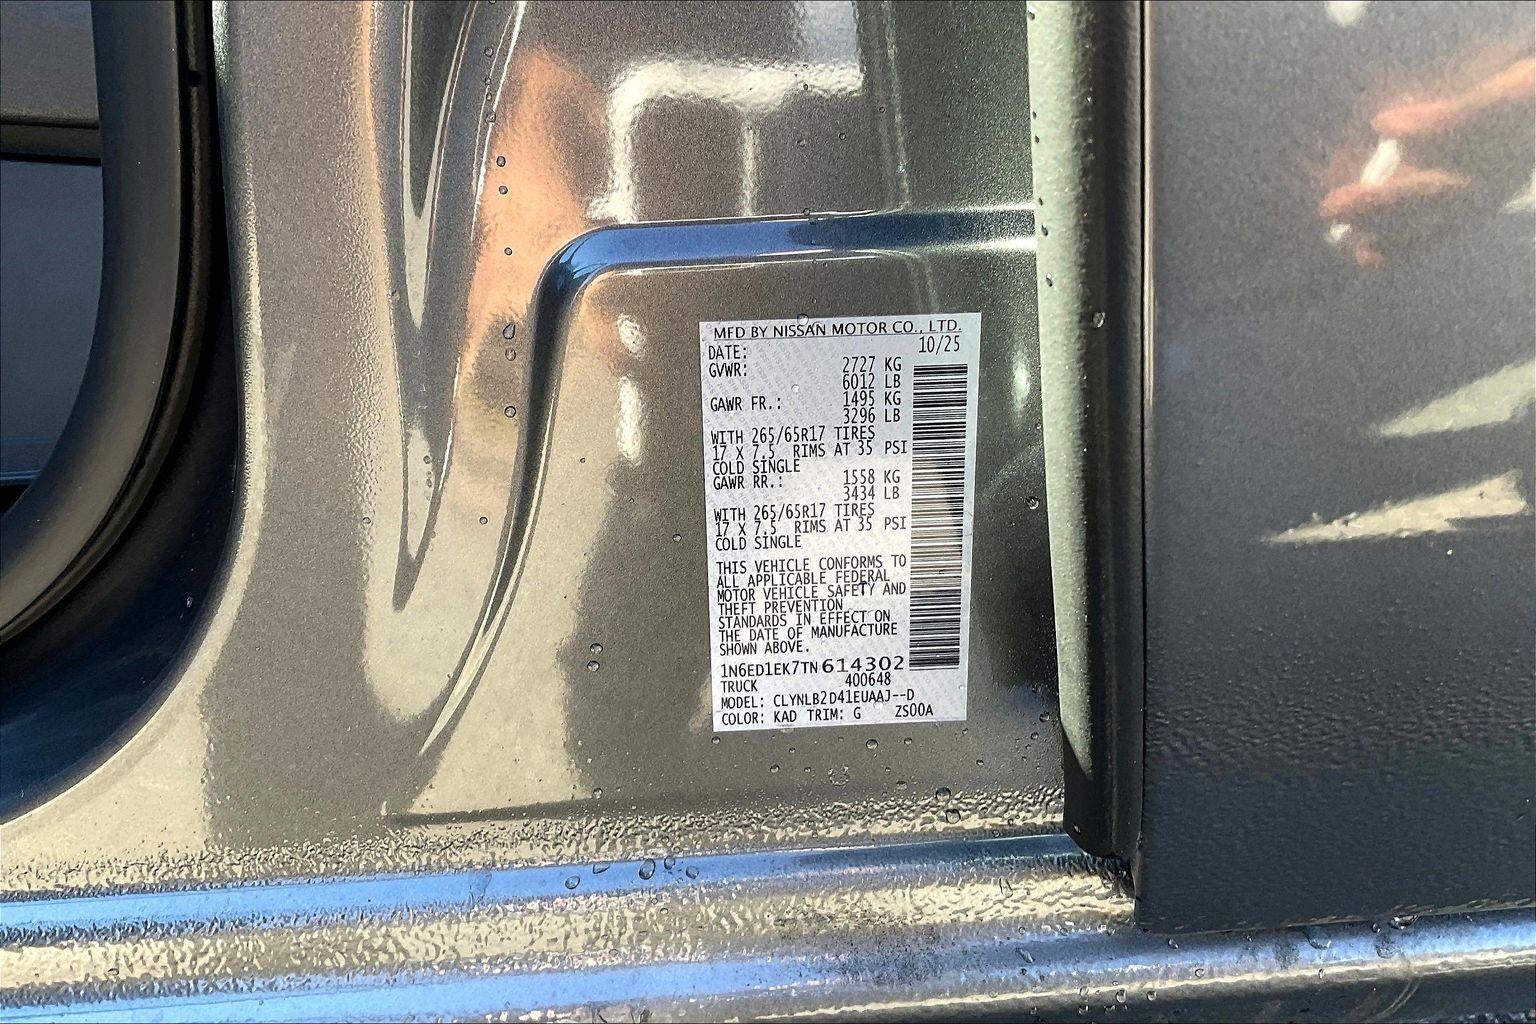 MFD BY NISSAN MOTOR CO., LTD.
DATE: 10/25
GVWR: 2727 KG
6012 LB
GAWR FR.: 1495 KG
3296 LB
WITH 265/65R17 TIRES
17 X 7.5 RIMS AT 35 PSI
COLD SINGLE
GAWR RR.: 1558 KG
3434 LB
WITH 265/65R17 TIRES
17 X 7.5 RIMS AT 35 PSI
COLD SINGLE
THIS VEHICLE CONFORMS TO
ALL APPLICABLE FEDERAL
MOTOR VEHICLE SAFETY AND
THEFT PREVENTION
STANDARDS IN EFFECT ON
THE DATE OF MANUFACTURE
SHOWN ABOVE.
1N6ED1EK7TN614302
TRUCK 400648
MODEL: CLYNLB2D41EUAAJ--D
COLOR: KAD TRIM: G ZS00A